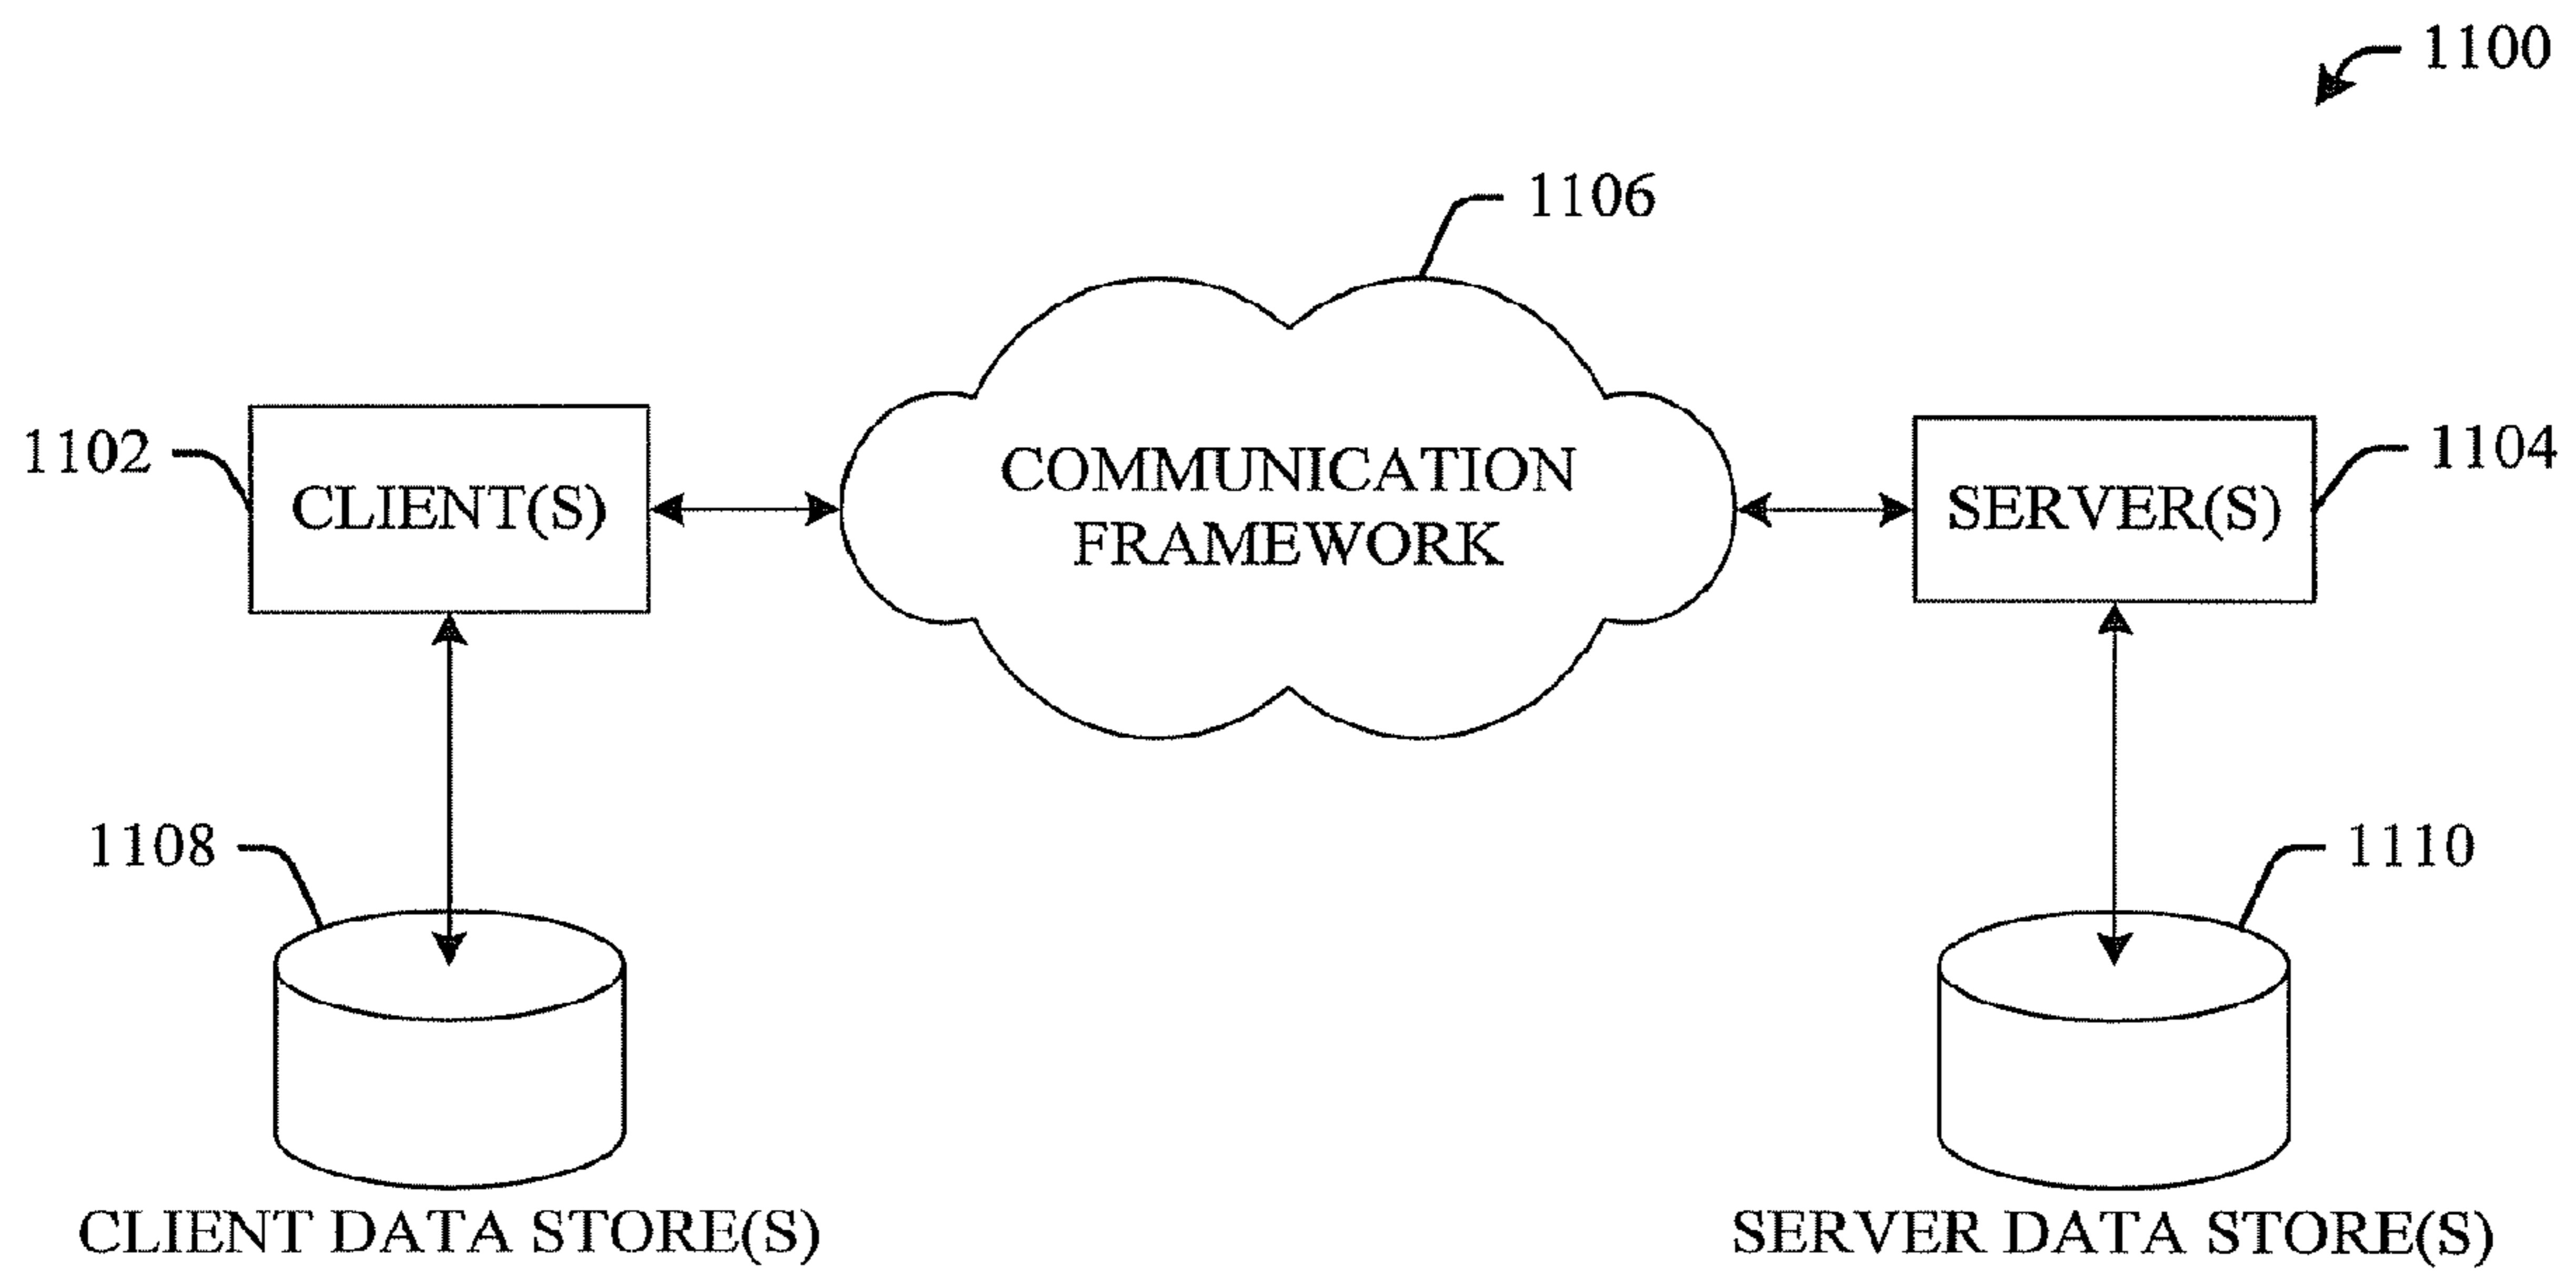 1100
1106
1102
CLIENT(S)
COMMUNICATION
FRAMEWORK
SERVER(S)
1104
1108
1110
CLIENT DATA STORE(S)
SERVER DATA STORE(S)